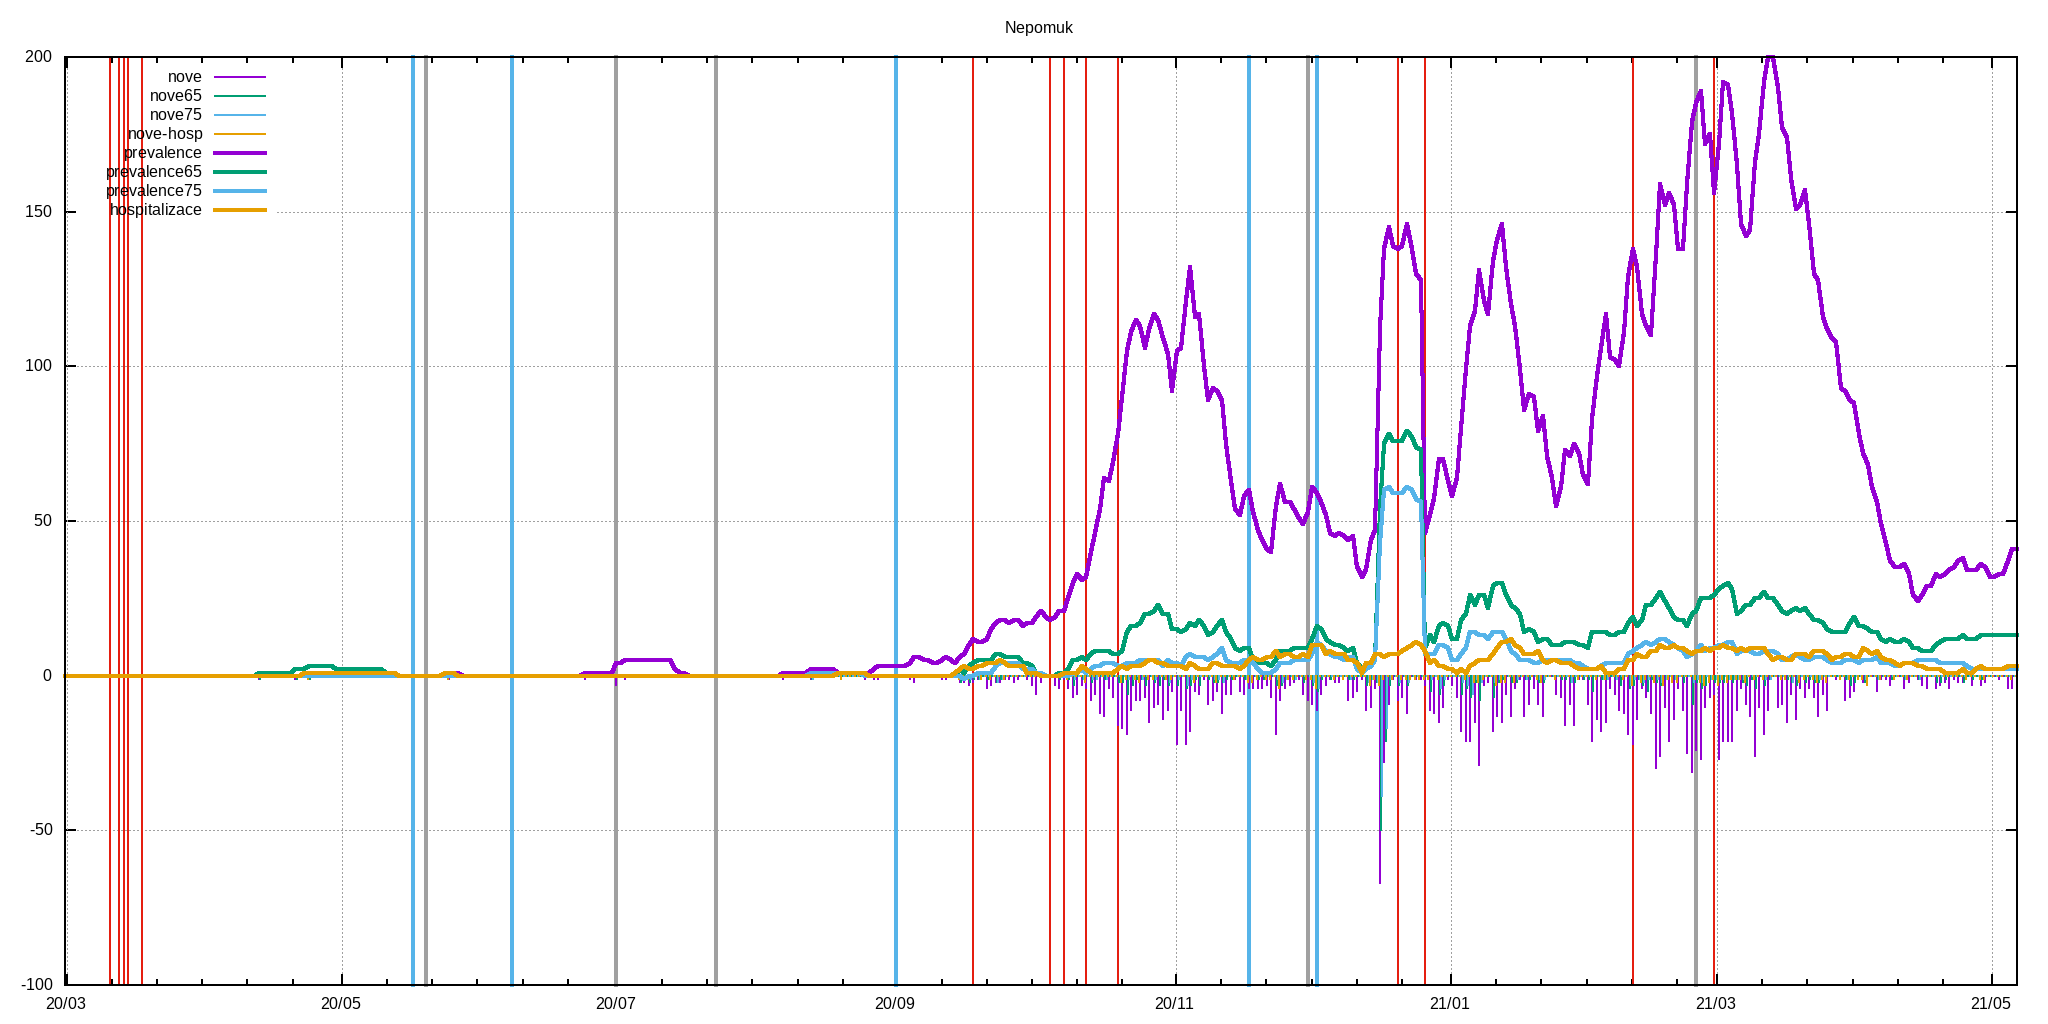 Nepomuk
200
150
100
50
0
-50
-100
nove
nove65
nove75
nove-hosp
prevalence
prevalence65
prevalence75
hospitalizace
20/03 20/05 20/07 20/09 20/11 21/01 21/03 21/05